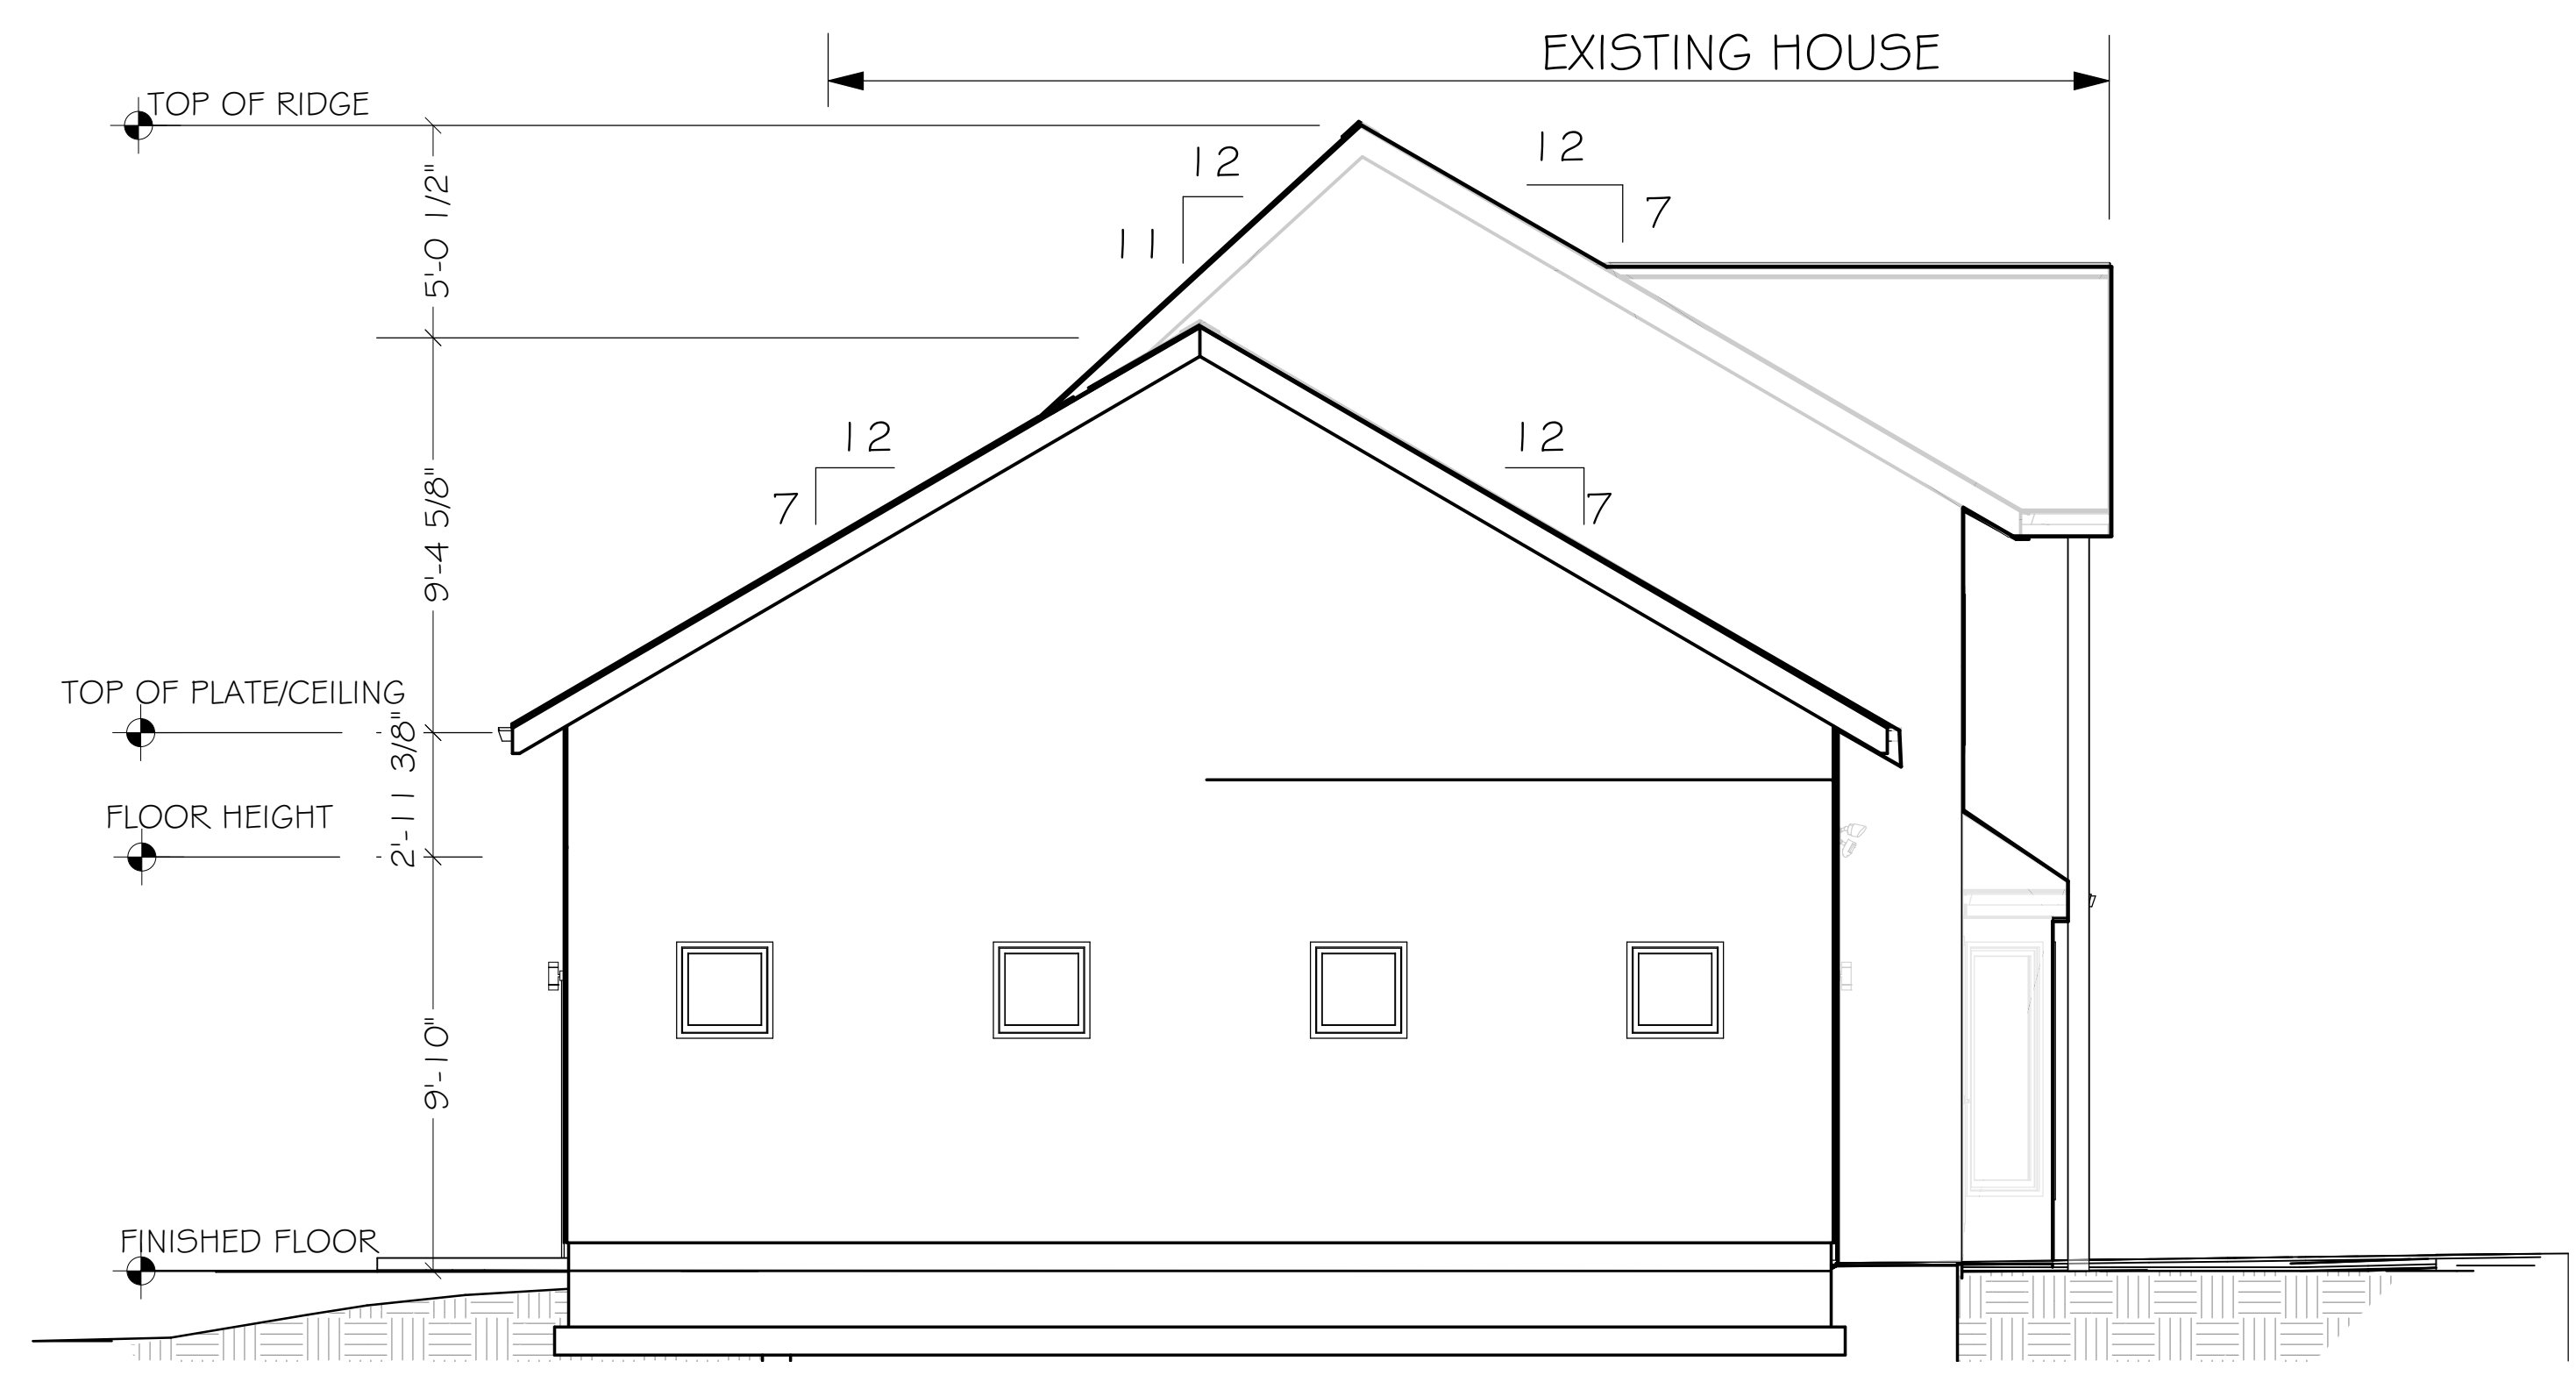 EXISTING HOUSE
TOP OF RIDGE
12
12
7
11
5'-0 1/2"
12
12
7
7
9'-4 5/8"
TOP OF PLATE/CEILING
2'-11 3/8"
FLOOR HEIGHT
9'-10"
FINISHED FLOOR